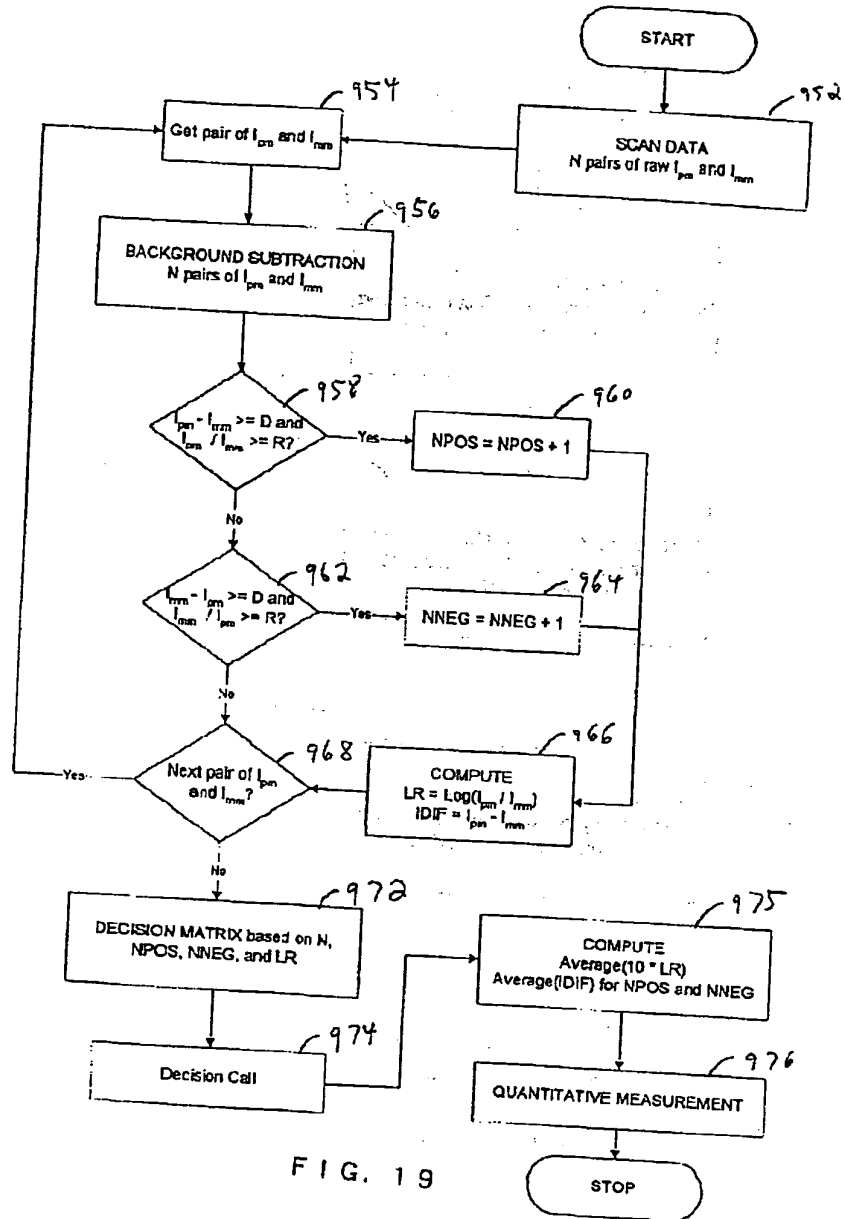 START
952
SCAN DATA
N pairs of raw Ipm and Imm
954
Get pair of Ipm and Imm
956
BACKGROUND SUBTRACTION
N pairs of Ipm and Imm
958
Ipm - Imm >= D and
Ipm / Imm >= R?
Yes
960
NPOS = NPOS + 1
No
962
Imm - Ipm >= D and
Imm / Ipm >= R?
Yes
964
NNEG = NNEG + 1
No
966
COMPUTE
LR = Log(Ipm / Imm)
IDIF = Ipm - Imm
968
Next pair of Ipm
and Imm?
Yes
No
972
DECISION MATRIX based on N,
NPOS, NNEG, and LR
974
Decision Call
975
COMPUTE
Average(10 * LR)
Average(IDIF) for NPOS and NNEG
976
QUANTITATIVE MEASUREMENT
STOP
FIG. 19